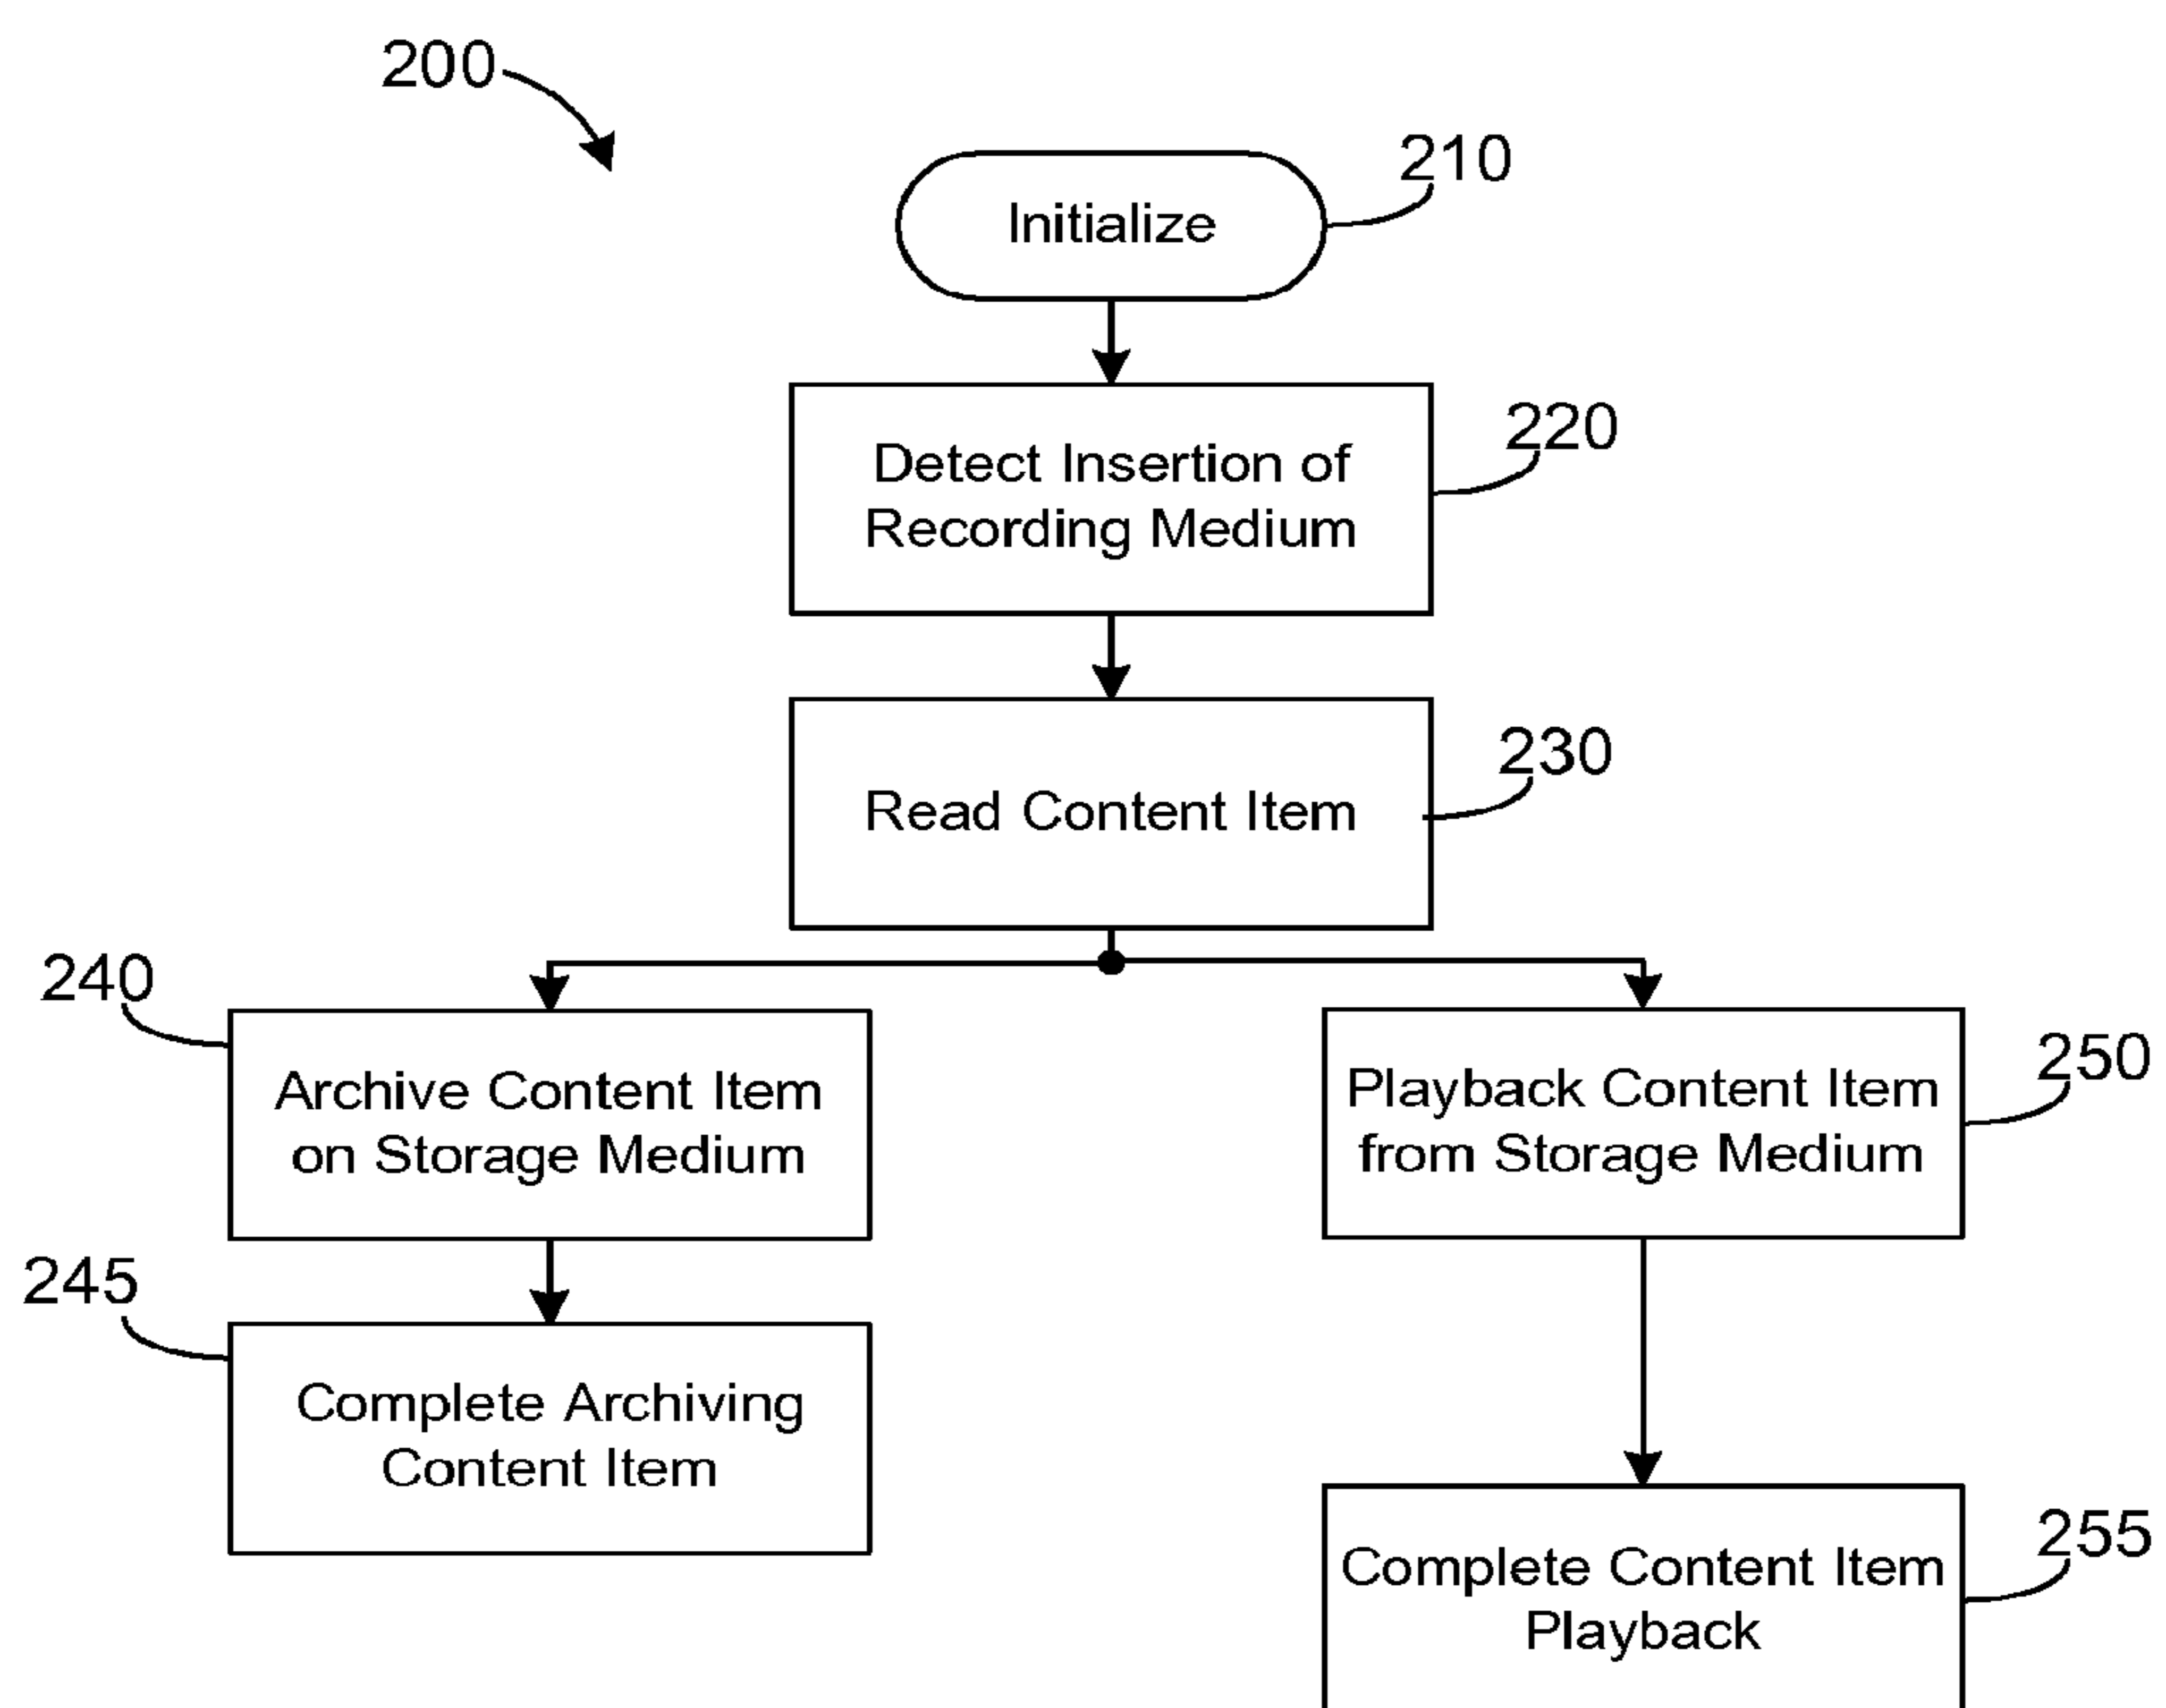 200
210
Initialize
220
Detect Insertion of
Recording Medium
230
Read Content Item
240
Archive Content Item
on Storage Medium
250
Playback Content Item
from Storage Medium
245
Complete Archiving
Content Item
255
Complete Content Item
Playback